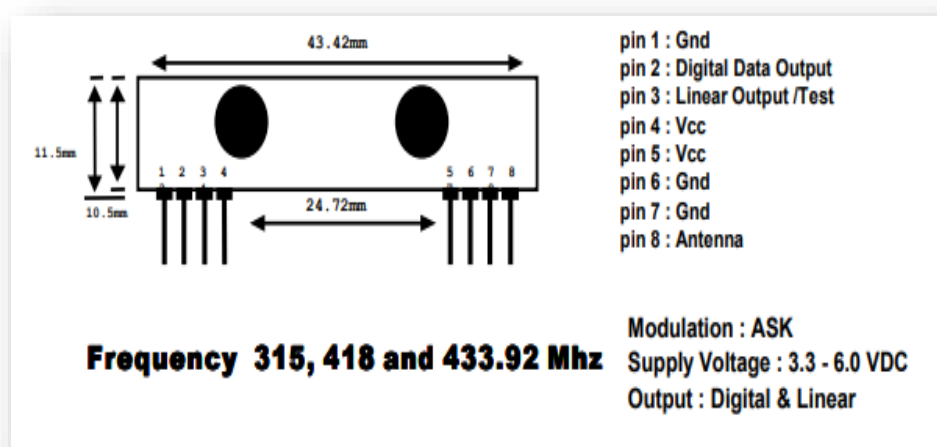 43.42mm
11.5mm
10.5mm
1 2 3 4
5 6 7 8
24.72mm
pin 1 : Gnd
pin 2 : Digital Data Output
pin 3 : Linear Output /Test
pin 4 : Vcc
pin 5 : Vcc
pin 6 : Gnd
pin 7 : Gnd
pin 8 : Antenna
Frequency 315, 418 and 433.92 Mhz
Modulation : ASK
Supply Voltage : 3.3 - 6.0 VDC
Output : Digital & Linear